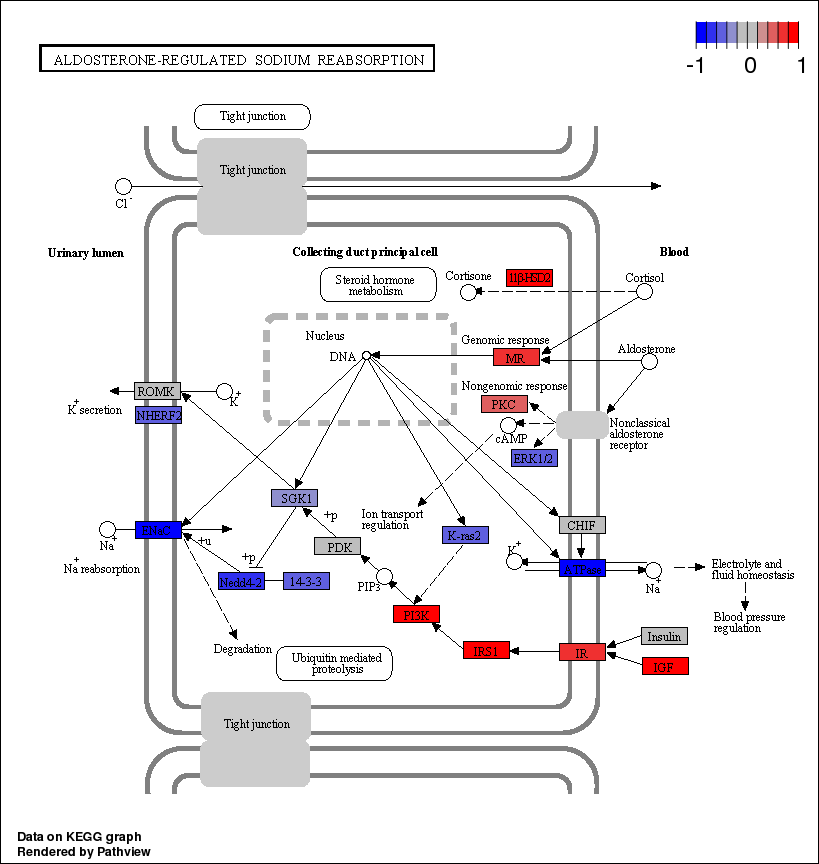 ALDOSTERONE-REGULATED SODIUM REABSORPTION
-1 0 1
Tight junction
Tight junction
Cl-
Urinary lumen
Collecting duct principal cell
Blood
Steroid hormone
metabolism
Cortisone
11βHSD2
Cortisol
Nucleus
DNA
Genomic response
MR
Aldosterone
Nongenomic response
PKC
cAMP
ERK1/2
Nonclassical
aldosterone
receptor
ROMK
K+
K+ secretion
NHERF2
SGK1
+p
Ion transport
regulation
K-ras2
CHIF
ENaC
Na+
+u
Na+ reabsorption
PDK
+p
Nedd4-2
14-3-3
PIP3
K+
ATPase
Na+
Electrolyte and
fluid homeostasis
Blood pressure
regulation
PI3K
Degradation
Ubiquitin mediated
proteolysis
IRS1
IR
Insulin
IGF
Tight junction
Data on KEGG graph
Rendered by Pathview